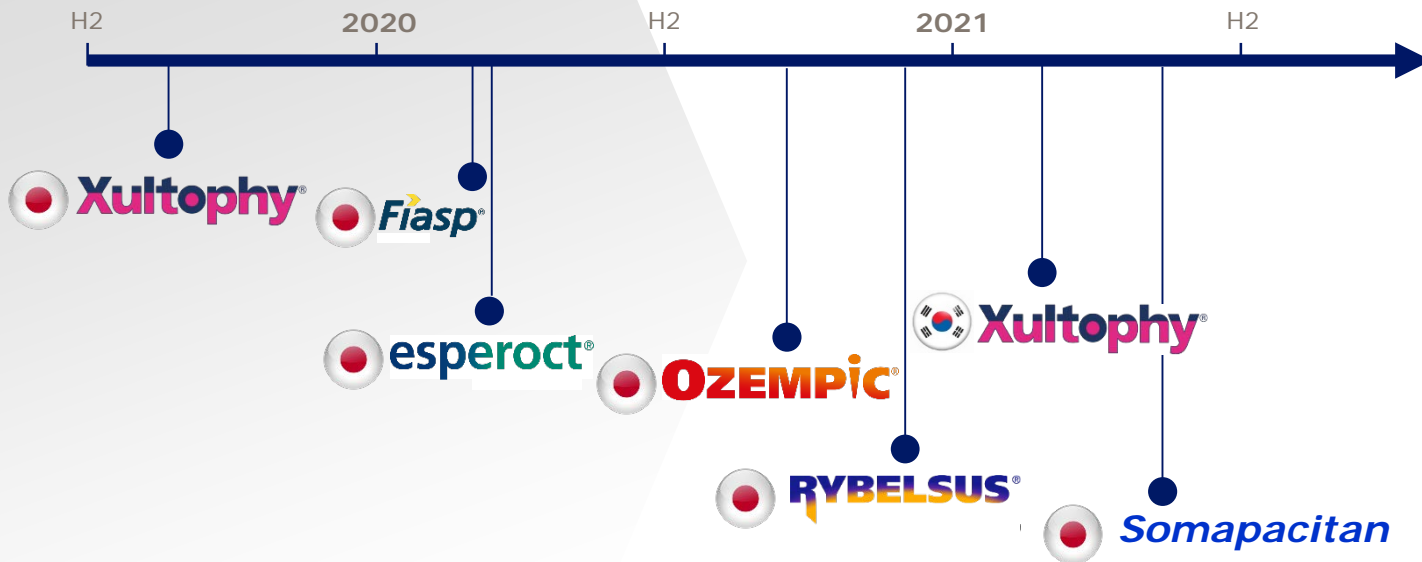 H2
2020
H2
2021
H2
Xultophy®
Fiasp®
esperoct®
OZEMPIC®
Xultophy®
RYBELSUS®
Somapacitan